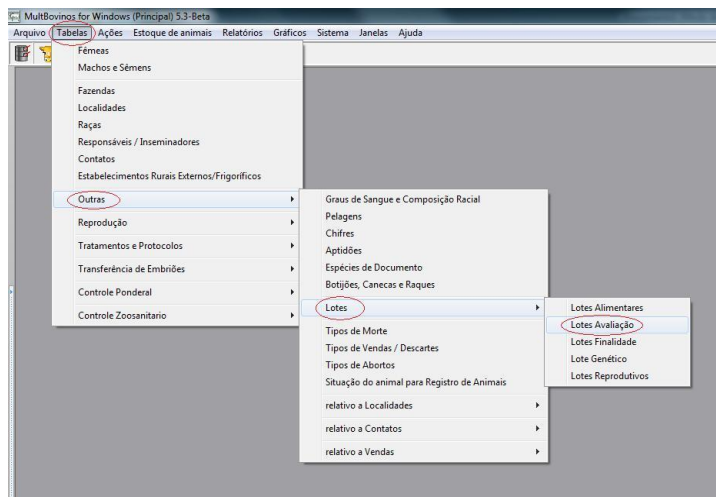 MultBovinos for Windows (Principal) 5.3-Beta
Arquivo Tabelas Ações Estoque de animais Relatórios Gráficos Sistema Janelas Ajuda
Fêmeas
Machos e Sêmens
Fazendas
Localidades
Raças
Responsáveis / Inseminadores
Contatos
Estabelecimentos Rurais Externos/Frigoríficos
Outras
Reprodução
Tratamentos e Protocolos
Transferência de Embriões
Controle Ponderal
Controle Zoosanitario
Graus de Sangue e Composição Racial
Pelagens
Chifres
Aptidões
Espécies de Documento
Botijões, Canecas e Raques
Lotes
Tipos de Morte
Tipos de Vendas / Descartes
Tipos de Abortos
Situação do animal para Registro de Animais
relativo a Localidades
relativo a Contatos
relativo a Vendas
Lotes Alimentares
Lotes Avaliação
Lotes Finalidade
Lote Genético
Lotes Reprodutivos